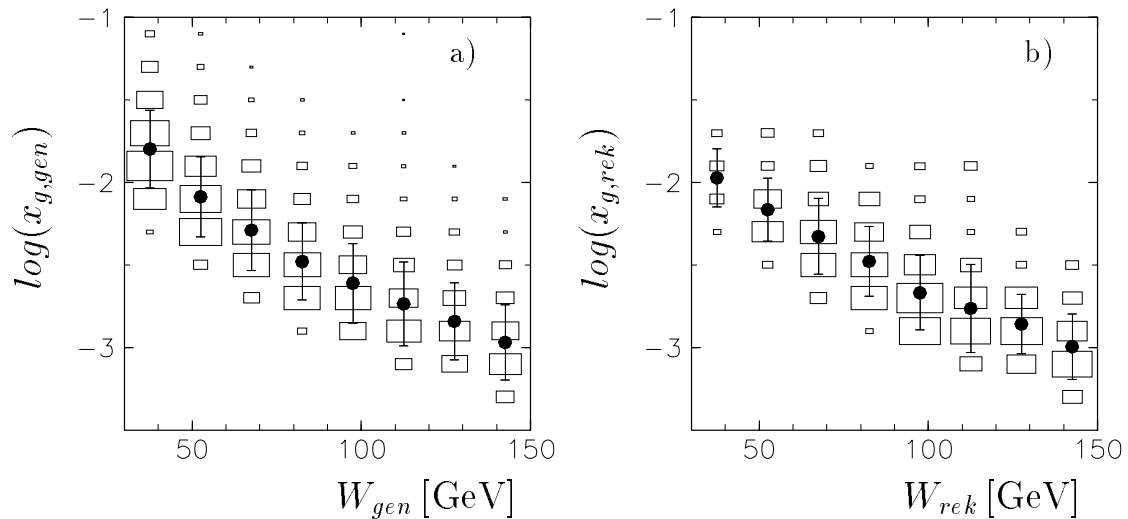 −1
−2
−3
50
100
150
a)
log(x_{g,gen})
W_{gen} [GeV]
−1
−2
−3
50
100
150
b)
log(x_{g,rek})
W_{rek} [GeV]